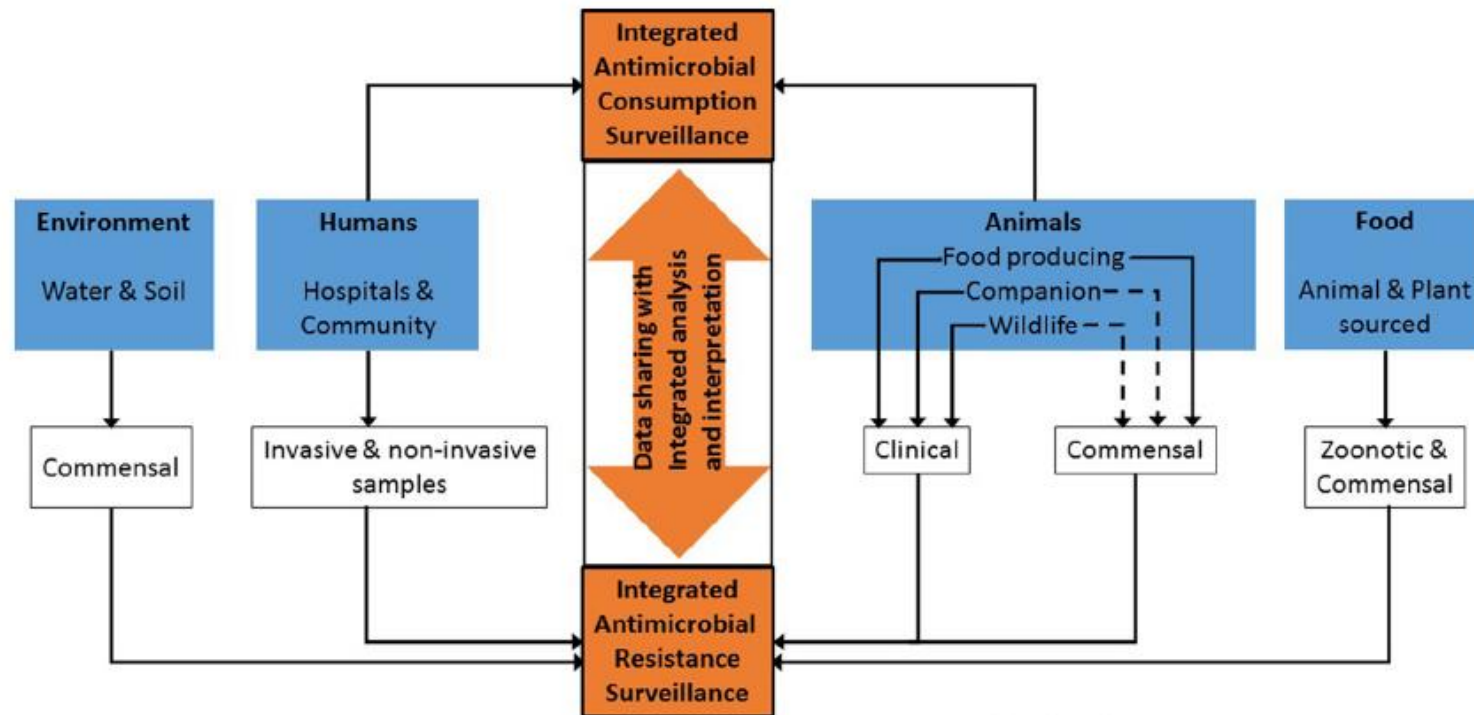 Integrated
Antimicrobial
Consumption
Surveillance
Environment
Water & Soil
Humans
Hospitals &
Community
Data sharing with
Integrated analysis
and interpretation
Animals
Food producing
Companion
Wildlife
Food
Animal & Plant
sourced
Commensal
Invasive & non-invasive
samples
Clinical
Commensal
Zoonotic &
Commensal
Integrated
Antimicrobial
Resistance
Surveillance